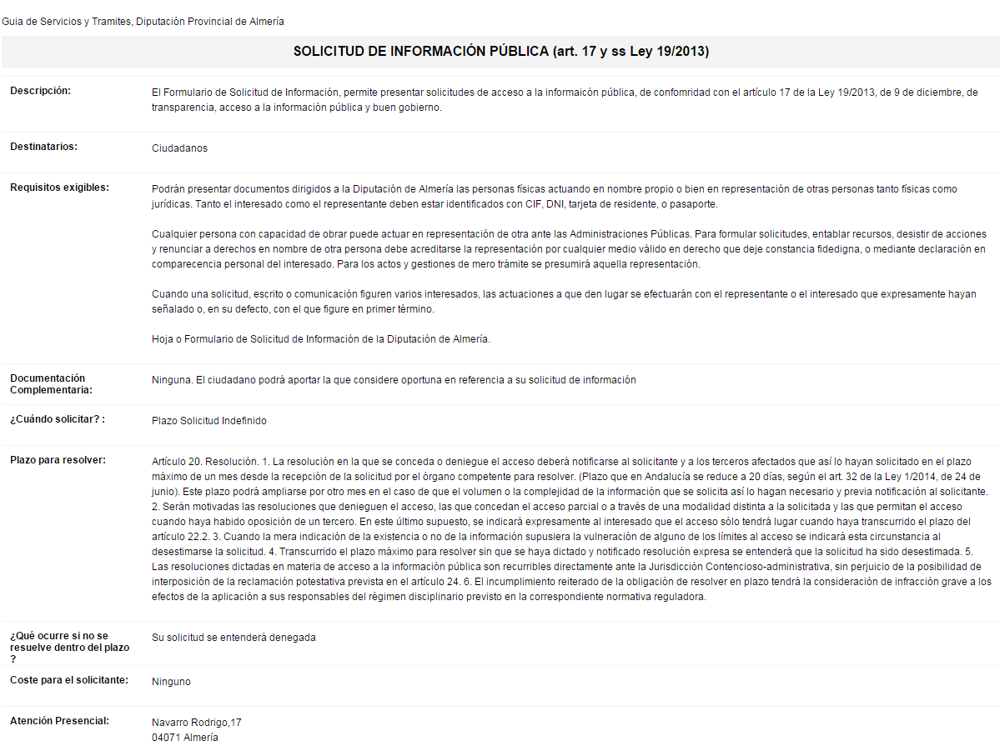 Guia de Servicios y Tramites, Diputación Provincial de Almería
SOLICITUD DE INFORMACIÓN PÚBLICA (art. 17 y ss Ley 19/2013)
Descripción:
El Formulario de Solicitud de Información, permite presentar solicitudes de acceso a la informaicón pública, de confomridad con el artículo 17 de la Ley 19/2013, de 9 de diciembre, de
transparencia, acceso a la información pública y buen gobierno.
Destinatarios:
Ciudadanos
Requisitos exigibles:
Podrán presentar documentos dirigidos a la Diputación de Almería las personas físicas actuando en nombre propio o bien en representación de otras personas tanto físicas como
jurídicas. Tanto el interesado como el representante deben estar identificados con CIF, DNI, tarjeta de residente, o pasaporte.
Cualquier persona con capacidad de obrar puede actuar en representación de otra ante las Administraciones Públicas. Para formular solicitudes, entablar recursos, desistir de acciones
y renunciar a derechos en nombre de otra persona debe acreditarse la representación por cualquier medio válido en derecho que deje constancia fidedigna, o mediante declaración en
comparecencia personal del interesado. Para los actos y gestiones de mero trámite se presumirá aquella representación.
Cuando una solicitud, escrito o comunicación figuren varios interesados, las actuaciones a que den lugar se efectuarán con el representante o el interesado que expresamente hayan
señalado o, en su defecto, con el que figure en primer término.
Hoja o Formulario de Solicitud de Información de la Diputación de Almería.
Documentación
Complementaria:
Ninguna. El ciudadano podrá aportar la que considere oportuna en referencia a su solicitud de información
¿Cuándo solicitar? :
Plazo Solicitud Indefinido
Plazo para resolver:
Artículo 20. Resolución. 1. La resolución en la que se conceda o deniegue el acceso deberá notificarse al solicitante y a los terceros afectados que así lo hayan solicitado en el plazo
máximo de un mes desde la recepción de la solicitud por el órgano competente para resolver. (Plazo que en Andalucía se reduce a 20 días, según el art. 32 de la Ley 1/2014, de 24 de
junio). Este plazo podrá ampliarse por otro mes en el caso de que el volumen o la complejidad de la información que se solicita así lo hagan necesario y previa notificación al solicitante.
2. Serán motivadas las resoluciones que denieguen el acceso, las que concedan el acceso parcial o a través de una modalidad distinta a la solicitada y las que permitan el acceso
cuando haya habido oposición de un tercero. En este último supuesto, se indicará expresamente al interesado que el acceso sólo tendrá lugar cuando haya transcurrido el plazo del
artículo 22.2. 3. Cuando la mera indicación de la existencia o no de la información supusiera la vulneración de alguno de los límites al acceso se indicará esta circunstancia al
desestimarse la solicitud. 4. Transcurrido el plazo máximo para resolver sin que se haya dictado y notificado resolución expresa se entenderá que la solicitud ha sido desestimada. 5.
Las resoluciones dictadas en materia de acceso a la información pública son recurribles directamente ante la Jurisdicción Contencioso-administrativa, sin perjuicio de la posibilidad de
interposición de la reclamación potestativa prevista en el artículo 24. 6. El incumplimiento reiterado de la obligación de resolver en plazo tendrá la consideración de infracción grave a los
efectos de la aplicación a sus responsables del régimen disciplinario previsto en la correspondiente normativa reguladora.
¿Qué ocurre si no se
resuelve dentro del plazo
?
Su solicitud se entenderá denegada
Coste para el solicitante:
Ninguno
Atención Presencial:
Navarro Rodrigo,17
04071 Almería